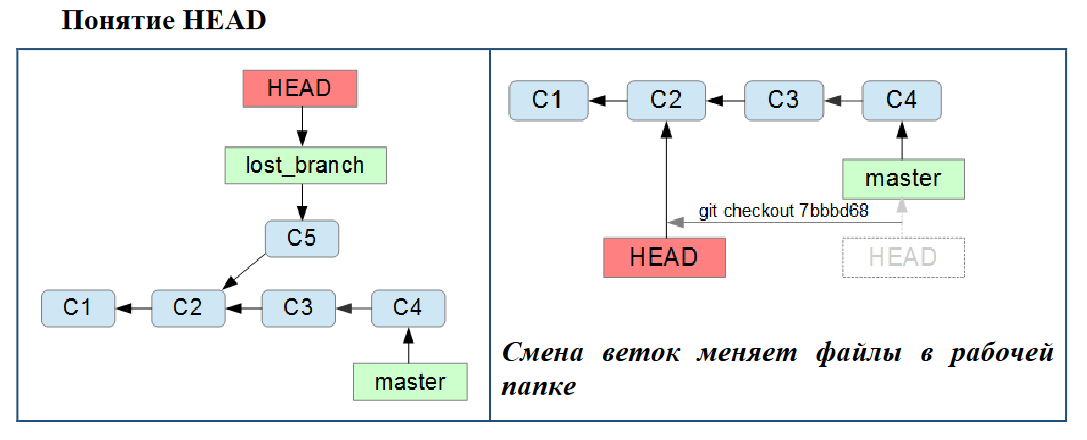 Понятие HEAD
HEAD
lost_branch
C5
C1 C2 C3 C4
master
C1 C2 C3 C4
master
git checkout 7bbbd68
HEAD HEAD
Смена веток меняет файлы в рабочей
папке